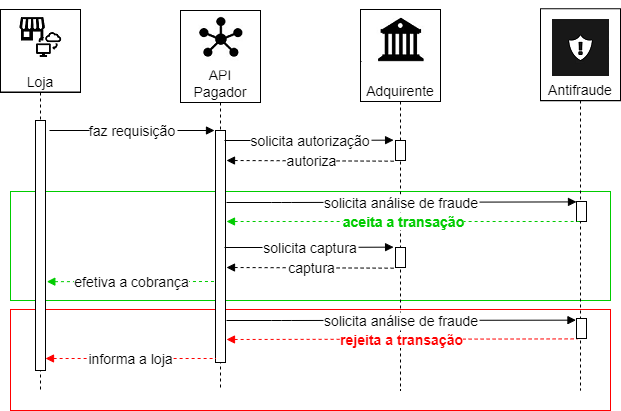 Loja
API
Pagador
Adquirente
Antifraude
faz requisição
solicita autorização
autoriza
solicita análise de fraude
aceita a transação
solicita captura
captura
efetiva a cobrança
solicita análise de fraude
rejeita a transação
informa a loja